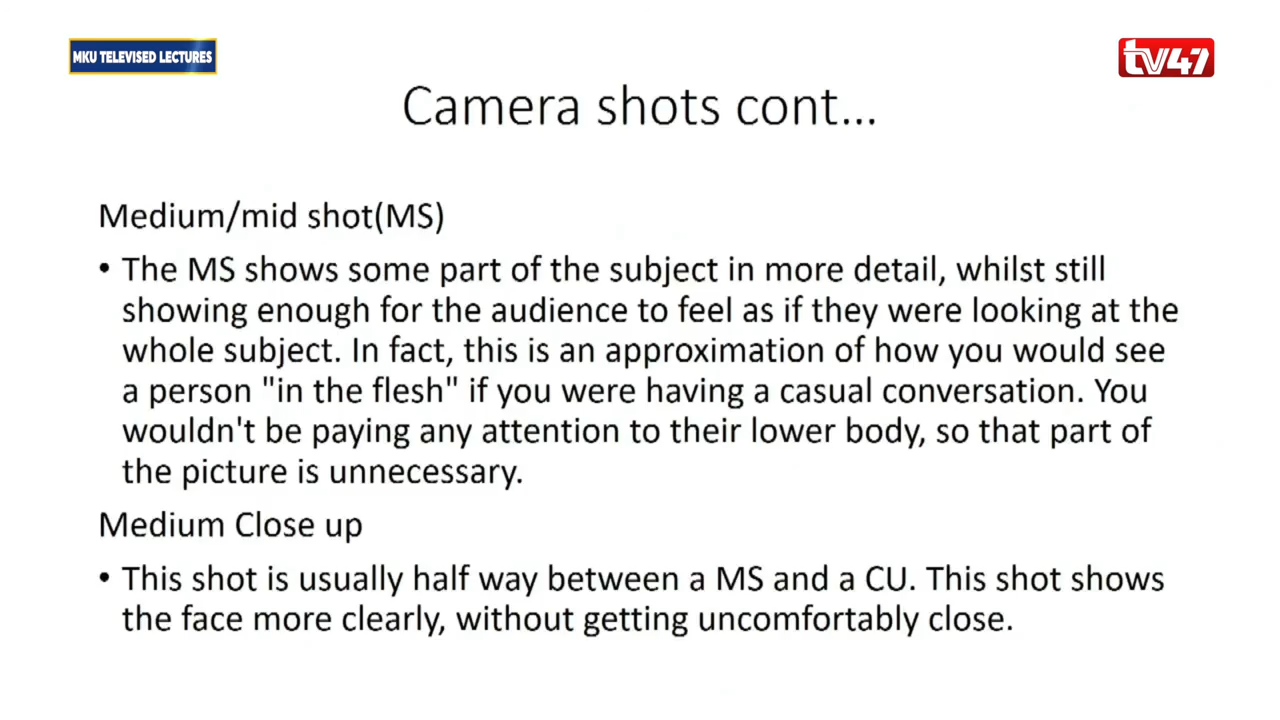 MKU TELEVISED LECTURES
tv47
Camera shots cont...
Medium/mid shot(MS)
• The MS shows some part of the subject in more detail, whilst still
showing enough for the audience to feel as if they were looking at the
whole subject. In fact, this is an approximation of how you would see
a person "in the flesh" if you were having a casual conversation. You
wouldn't be paying any attention to their lower body, so that part of
the picture is unnecessary.
Medium Close up
• This shot is usually half way between a MS and a CU. This shot shows
the face more clearly, without getting uncomfortably close.